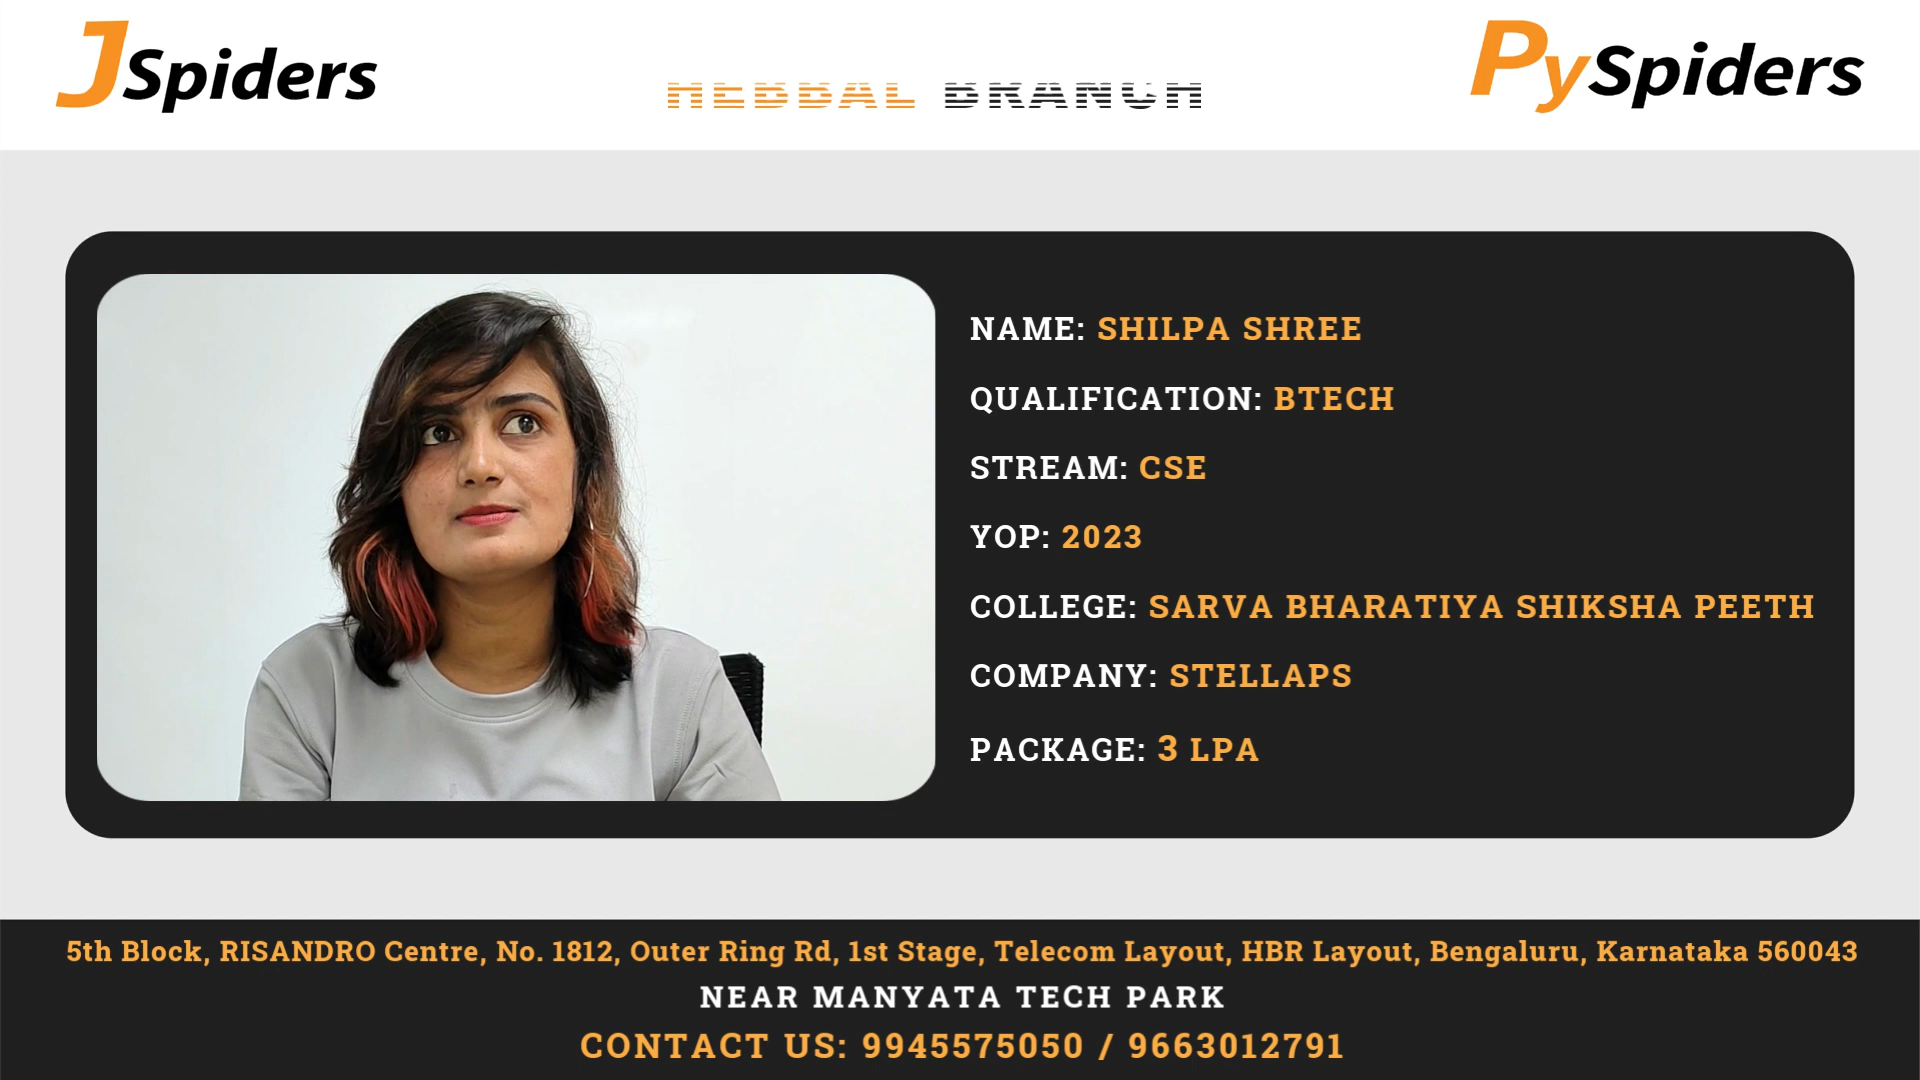 JSpiders
HEBBAL BRANCH
PySpiders
NAME: SHILPA SHREE
QUALIFICATION: BTECH
STREAM: CSE
YOP: 2023
COLLEGE: SARVA BHARATIYA SHIKSHA PEETH
COMPANY: STELLAPS
PACKAGE: 3 LPA
5th Block, RISANDRO Centre, No. 1812, Outer Ring Rd, 1st Stage, Telecom Layout, HBR Layout, Bengaluru, Karnataka 560043
NEAR MANYATA TECH PARK
CONTACT US: 9945575050 / 9663012791